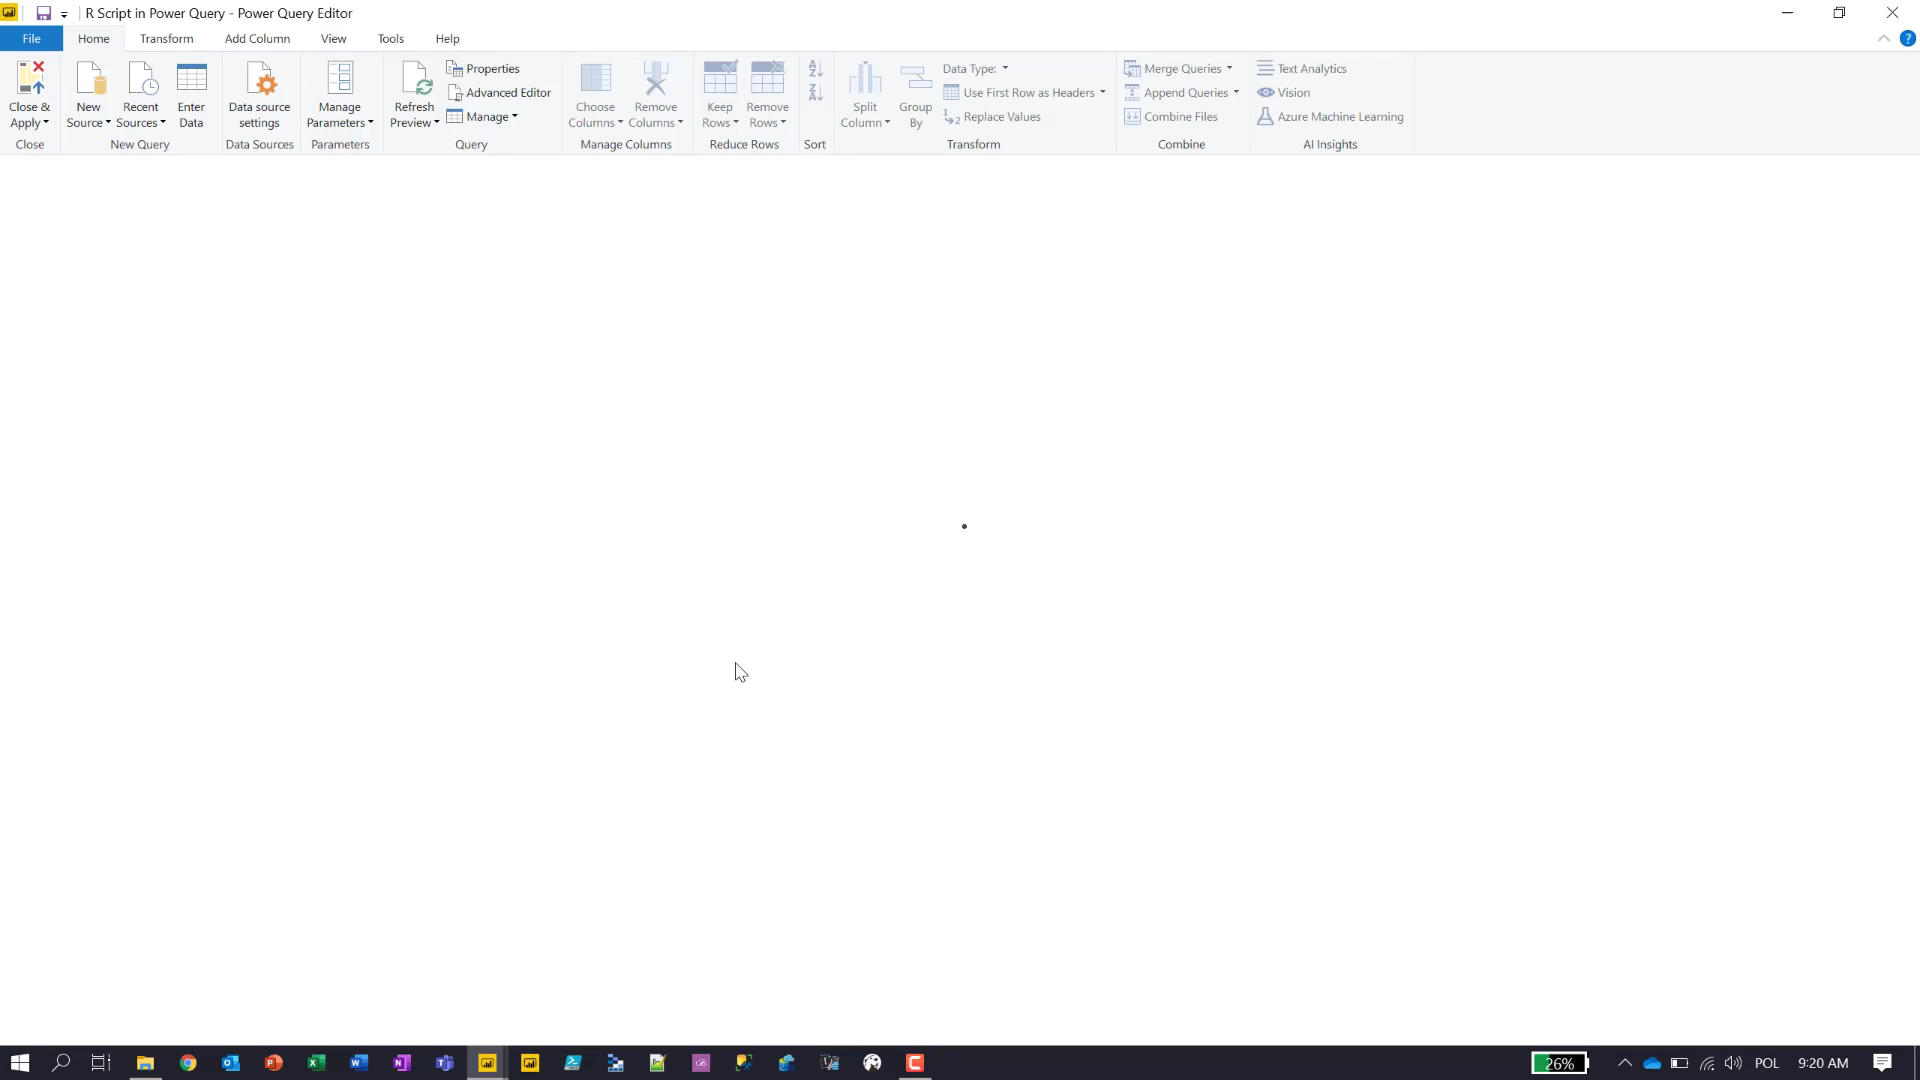 R Script in Power Query - Power Query Editor
File Home Transform Add Column View Tools Help
Close & Apply
New Source
Recent Sources
Enter Data
Data source settings
Manage Parameters
Refresh Preview
Properties
Advanced Editor
Manage
Choose Columns
Remove Columns
Keep Rows
Remove Rows
Split Column
Group By
Data Type:
Use First Row as Headers
Replace Values
Merge Queries
Append Queries
Combine Files
Text Analytics
Vision
Azure Machine Learning
Close New Query Data Sources Parameters Query Manage Columns Reduce Rows Sort Transform Combine AI Insights
26% POL 9:20 AM